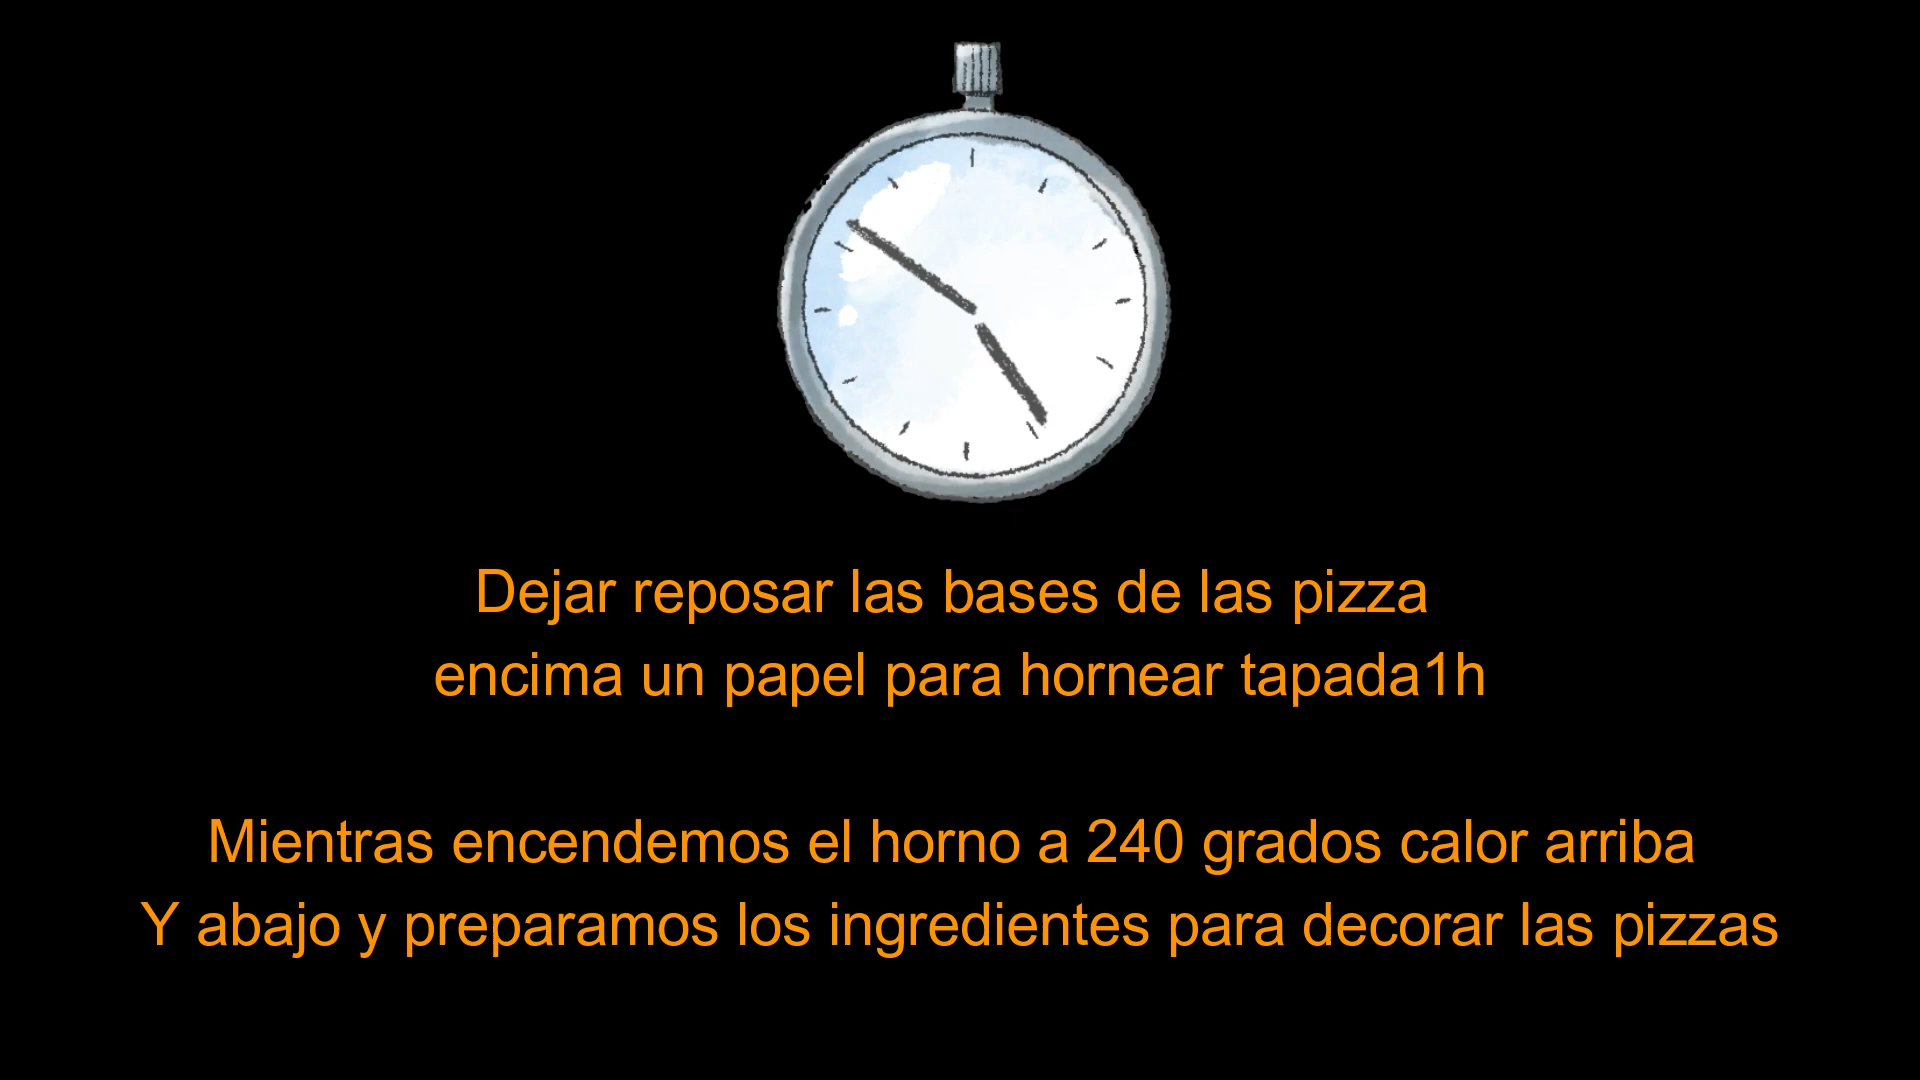 Dejar reposar las bases de las pizza
encima un papel para hornear tapada1h
Mientras encendemos el horno a 240 grados calor arriba
Y abajo y preparamos los ingredientes para decorar las pizzas